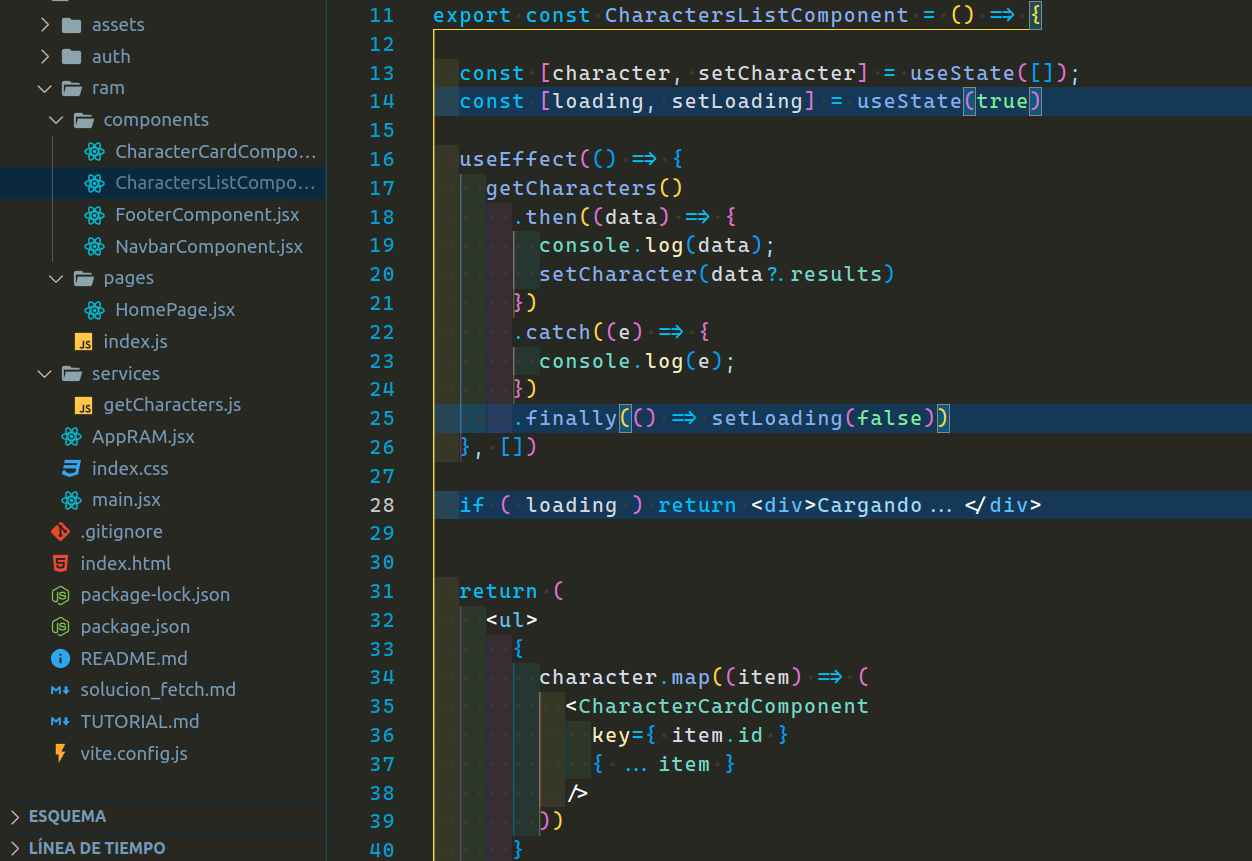 assets
auth
ram
components
CharacterCardCompo...
CharactersListCompo...
FooterComponent.jsx
NavbarComponent.jsx
pages
HomePage.jsx
JS index.js
services
JS getCharacters.js
AppRAM.jsx
index.css
main.jsx
.gitignore
index.html
package-lock.json
package.json
README.md
solucion_fetch.md
TUTORIAL.md
vite.config.js
ESQUEMA
LÍNEA DE TIEMPO
11 export const CharactersListComponent = () => {
12
13 const [character, setCharacter] = useState([]);
14 const [loading, setLoading] = useState(true)
15
16 useEffect(() => {
17 getCharacters()
18 .then((data) => {
19 console.log(data);
20 setCharacter(data?.results)
21 })
22 .catch((e) => {
23 console.log(e);
24 })
25 .finally(() => setLoading(false))
26 }, [])
27
28 if ( loading ) return <div>Cargando...</div>
29
30
31 return (
32 <ul>
33 {
34 character.map((item) => (
35 <CharacterCardComponent
36 key={ item.id }
37 { ...item }
38 />
39 ))
40 }